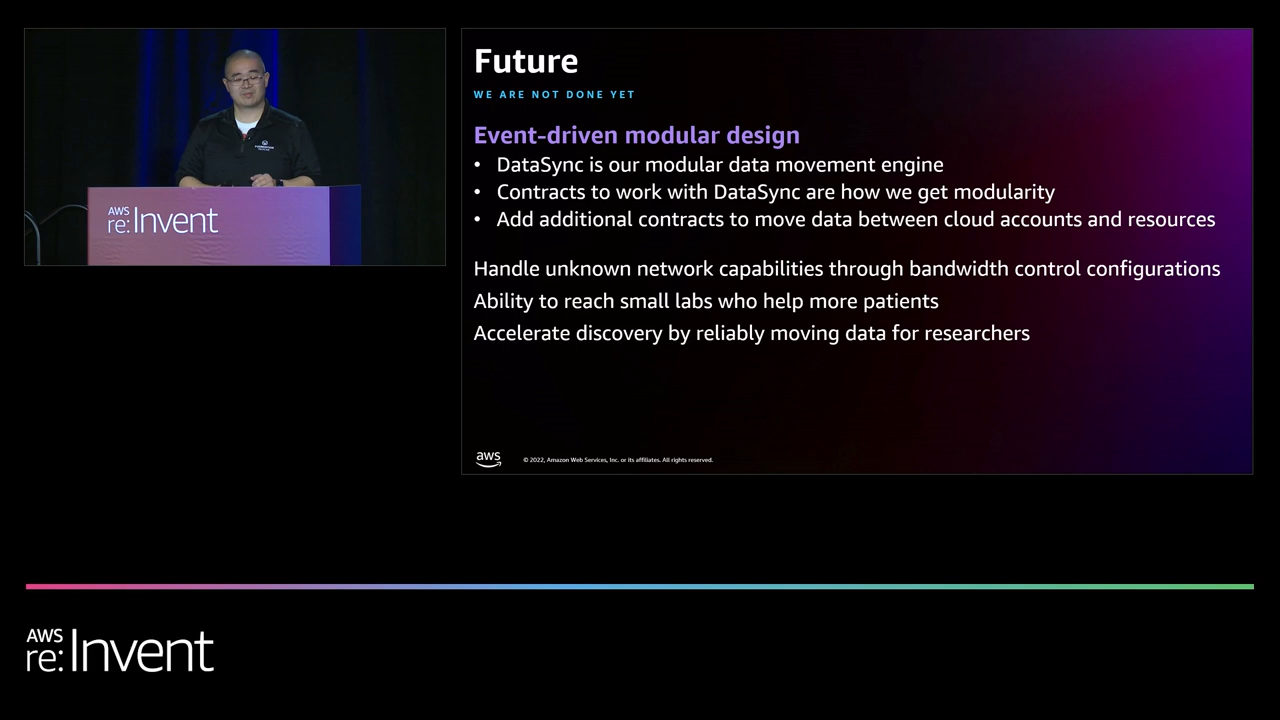 AWS
re:Invent
Future
WE ARE NOT DONE YET
Event-driven modular design
• DataSync is our modular data movement engine
• Contracts to work with DataSync are how we get modularity
• Add additional contracts to move data between cloud accounts and resources
Handle unknown network capabilities through bandwidth control configurations
Ability to reach small labs who help more patients
Accelerate discovery by reliably moving data for researchers
aws
© 2022, Amazon Web Services, Inc. or its affiliates. All rights reserved.
AWS
re:Invent